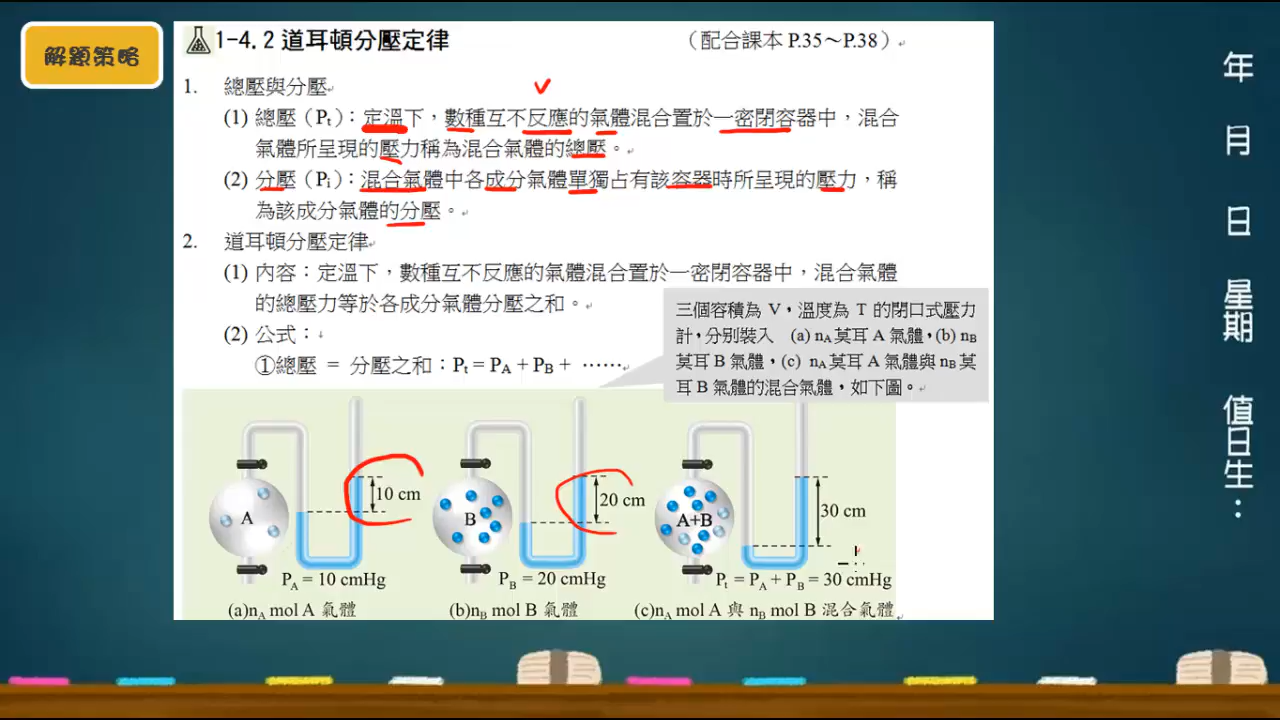 解題策略
1-4.2 道耳頓分壓定律 （配合課本 P.35～P.38）
1. 總壓與分壓
(1) 總壓（Pt）：定溫下，數種互不反應的氣體混合置於一密閉容器中，混合
氣體所呈現的壓力稱為混合氣體的總壓。
(2) 分壓（Pi）：混合氣體中各成分氣體單獨占有該容器時所呈現的壓力，稱
為該成分氣體的分壓。
2. 道耳頓分壓定律
(1) 內容：定溫下，數種互不反應的氣體混合置於一密閉容器中，混合氣體
的總壓力等於各成分氣體分壓之和。
(2) 公式：
①總壓 = 分壓之和：Pt = PA + PB + ⋯⋯
三個容積為 V，溫度為 T 的閉口式壓力
計，分別裝入 (a) nA莫耳 A 氣體，(b) nB
莫耳 B 氣體，(c) nA莫耳 A 氣體與 nB莫
耳 B 氣體的混合氣體，如下圖。
A
10 cm
PA = 10 cmHg
(a)nA mol A 氣體
B
20 cm
PB = 20 cmHg
(b)nB mol B 氣體
A+B
30 cm
Pt = PA + PB = 30 cmHg
(c)nA mol A 與 nB mol B 混合氣體
年
月
日
星期
值日生：